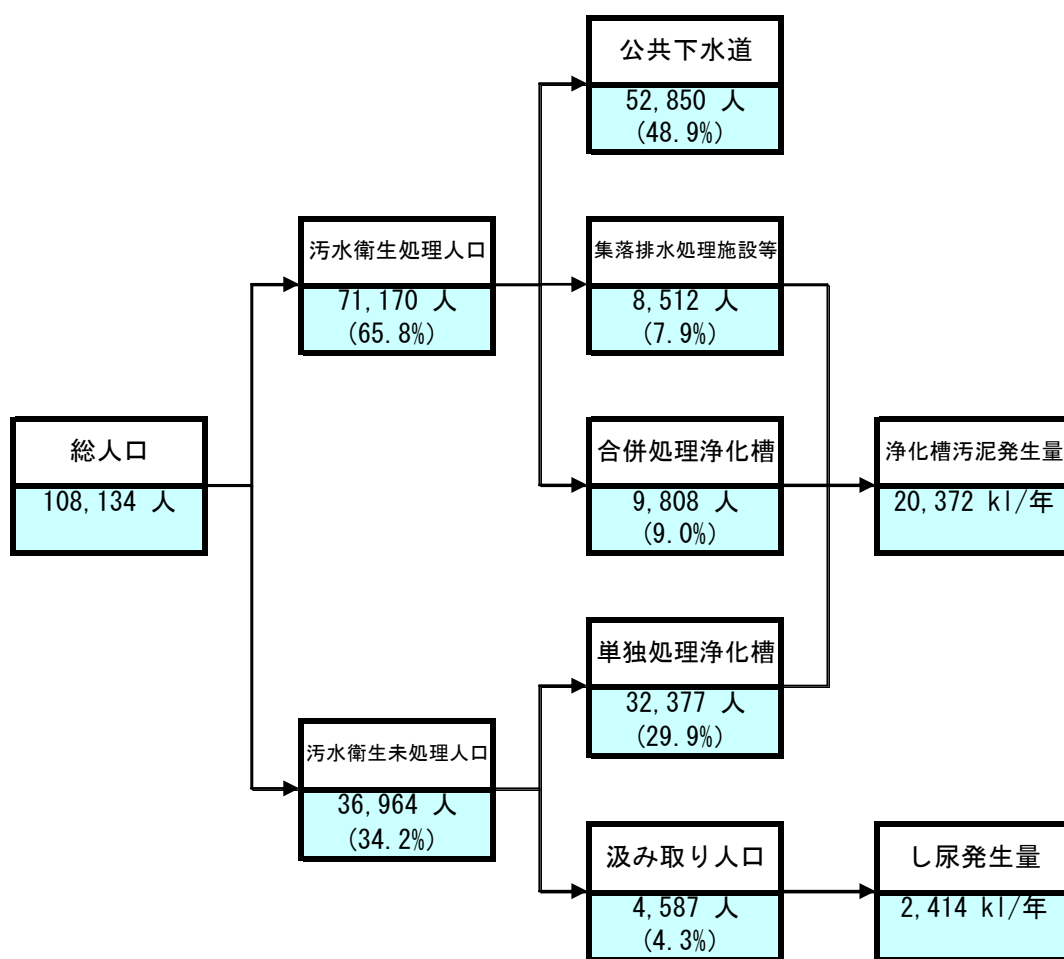 公共下水道
52,850 人
(48.9%)
汚水衛生処理人口
71,170 人
(65.8%)
集落排水処理施設等
8,512 人
(7.9%)
総人口
108,134 人
合併処理浄化槽
9,808 人
(9.0%)
浄化槽汚泥発生量
20,372 kl/年
単独処理浄化槽
32,377 人
(29.9%)
汚水衛生未処理人口
36,964 人
(34.2%)
汲み取り人口
4,587 人
(4.3%)
し尿発生量
2,414 kl/年